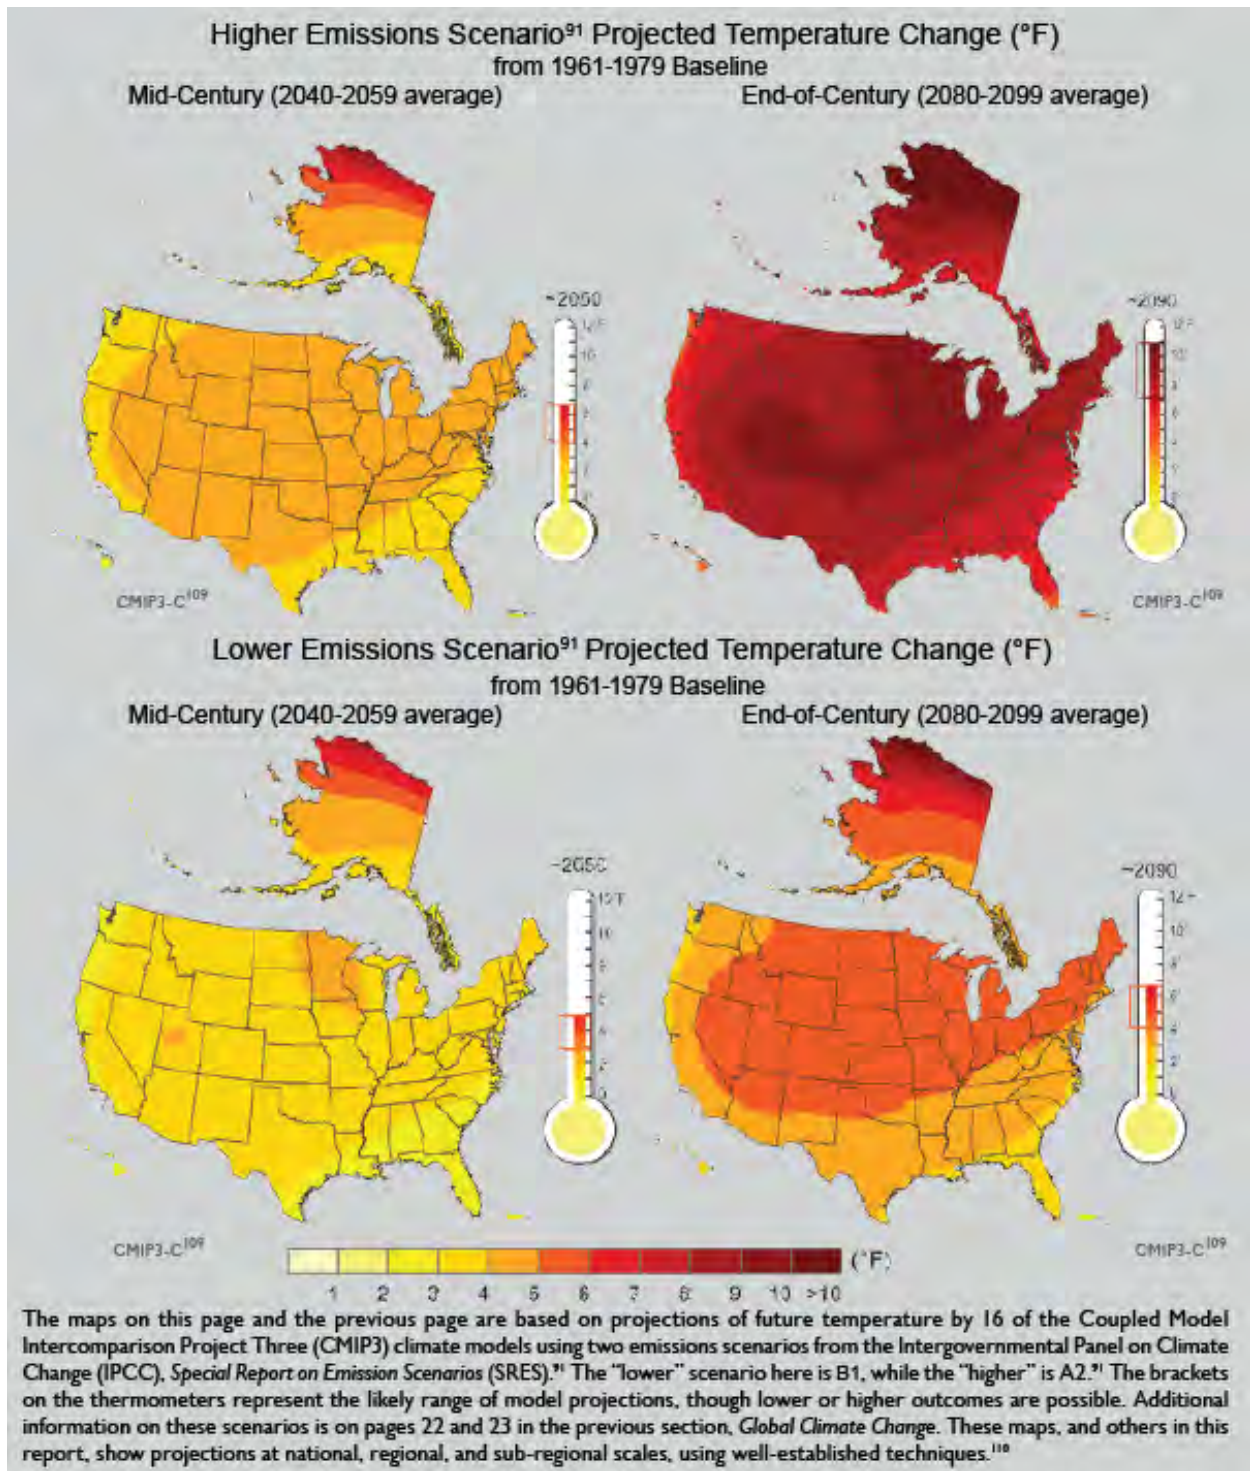 Higher Emissions Scenario⁹¹ Projected Temperature Change (°F)
from 1961-1979 Baseline
Mid-Century (2040-2059 average) End-of-Century (2080-2099 average)
~2050 ~2090
CMIP3-C¹⁰⁹ CMIP3-C¹⁰⁹
Lower Emissions Scenario⁹¹ Projected Temperature Change (°F)
from 1961-1979 Baseline
Mid-Century (2040-2059 average) End-of-Century (2080-2099 average)
~2090
CMIP3-C¹⁰⁹ CMIP3-C¹⁰⁹
(°F)
1 2 3 4 5 6 7 8 9 10 >10
The maps on this page and the previous page are based on projections of future temperature by 16 of the Coupled Model
Intercomparison Project Three (CMIP3) climate models using two emissions scenarios from the Intergovernmental Panel on Climate
Change (IPCC), Special Report on Emission Scenarios (SRES).⁹¹ The "lower" scenario here is B1, while the "higher" is A2.⁹¹ The brackets
on the thermometers represent the likely range of model projections, though lower or higher outcomes are possible. Additional
information on these scenarios is on pages 22 and 23 in the previous section, Global Climate Change. These maps, and others in this
report, show projections at national, regional, and sub-regional scales, using well-established techniques.¹¹⁰